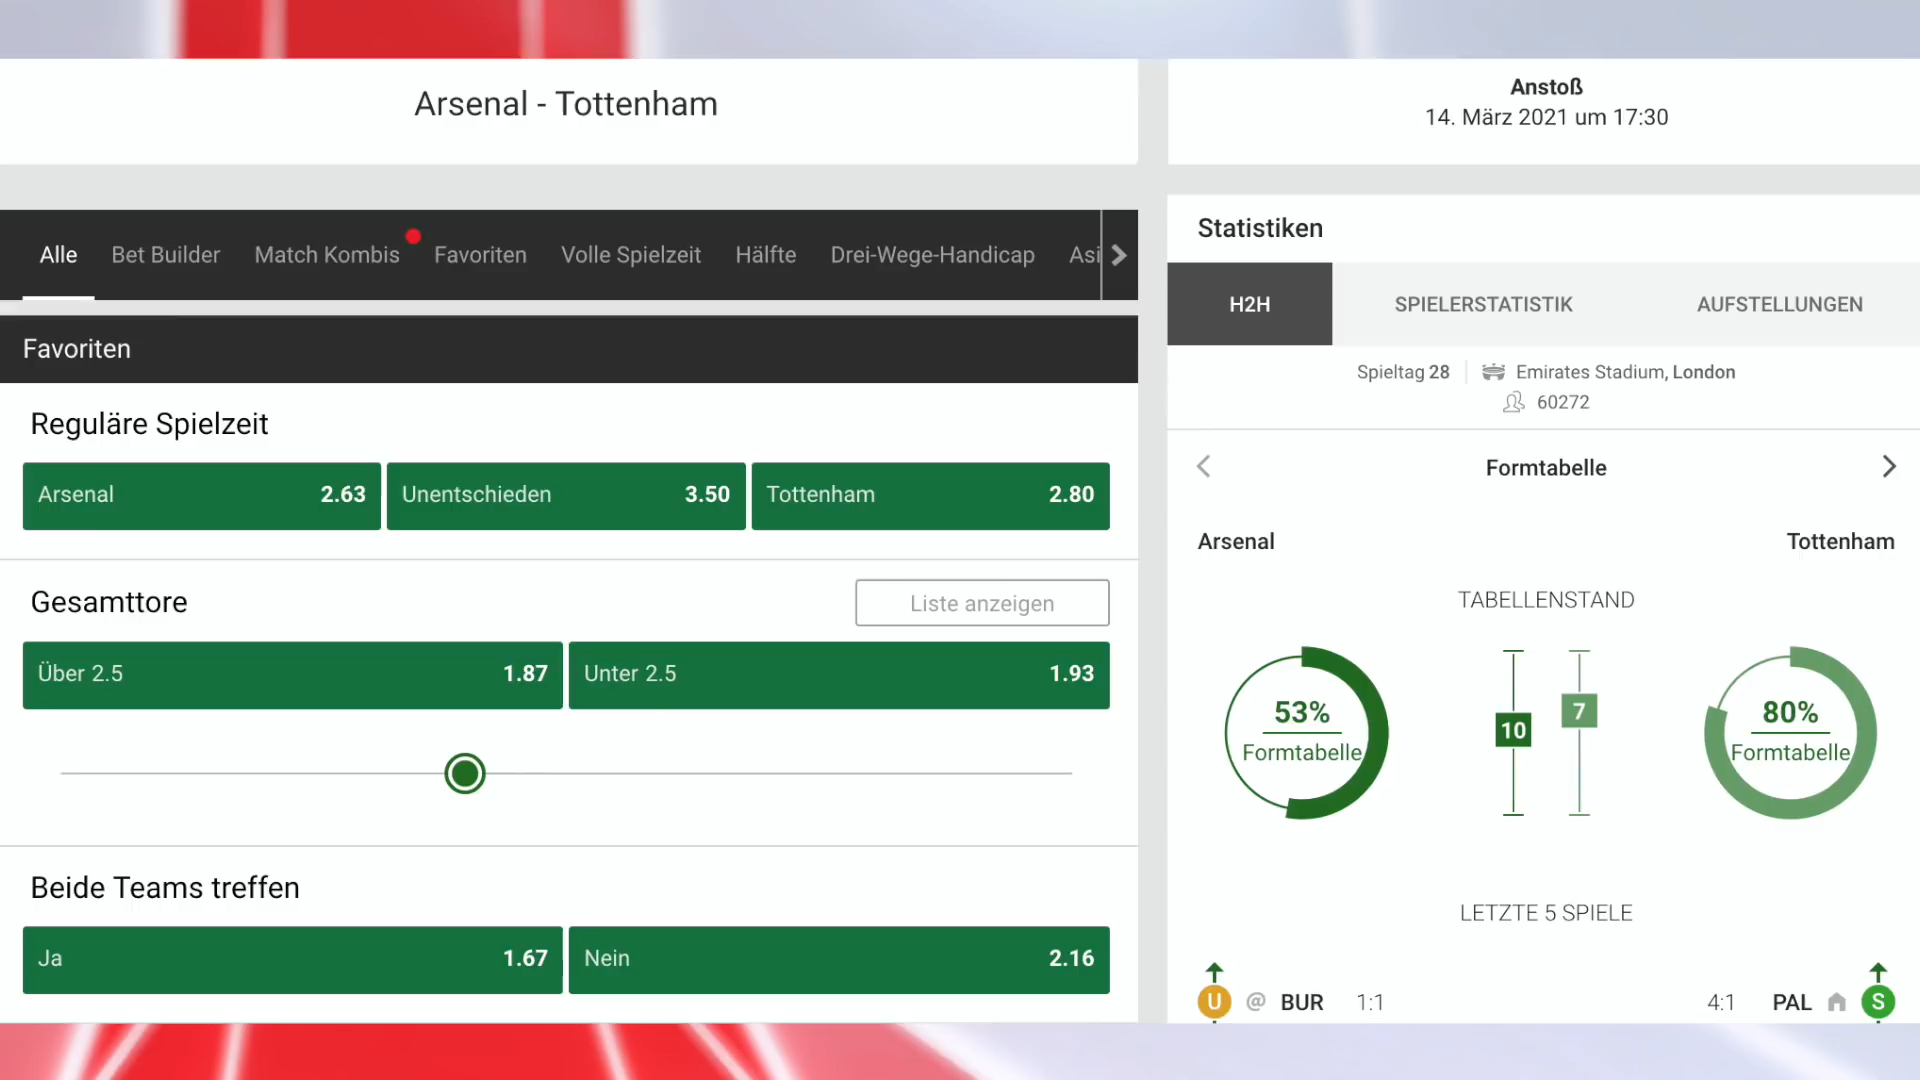 Arsenal - Tottenham
Anstoß
14. März 2021 um 17:30
Alle Bet Builder Match Kombis Favoriten Volle Spielzeit Hälfte Drei-Wege-Handicap Asi
Favoriten
Reguläre Spielzeit
Arsenal 2.63 Unentschieden 3.50 Tottenham 2.80
Gesamttore Liste anzeigen
Über 2.5 1.87 Unter 2.5 1.93
Beide Teams treffen
Ja 1.67 Nein 2.16
Statistiken
H2H SPIELERSTATISTIK AUFSTELLUNGEN
Spieltag 28 Emirates Stadium, London
60272
Formtabelle
Arsenal Tottenham
TABELLENSTAND
53% 10 7 80%
Formtabelle Formtabelle
LETZTE 5 SPIELE
U @ BUR 1:1 4:1 PAL S